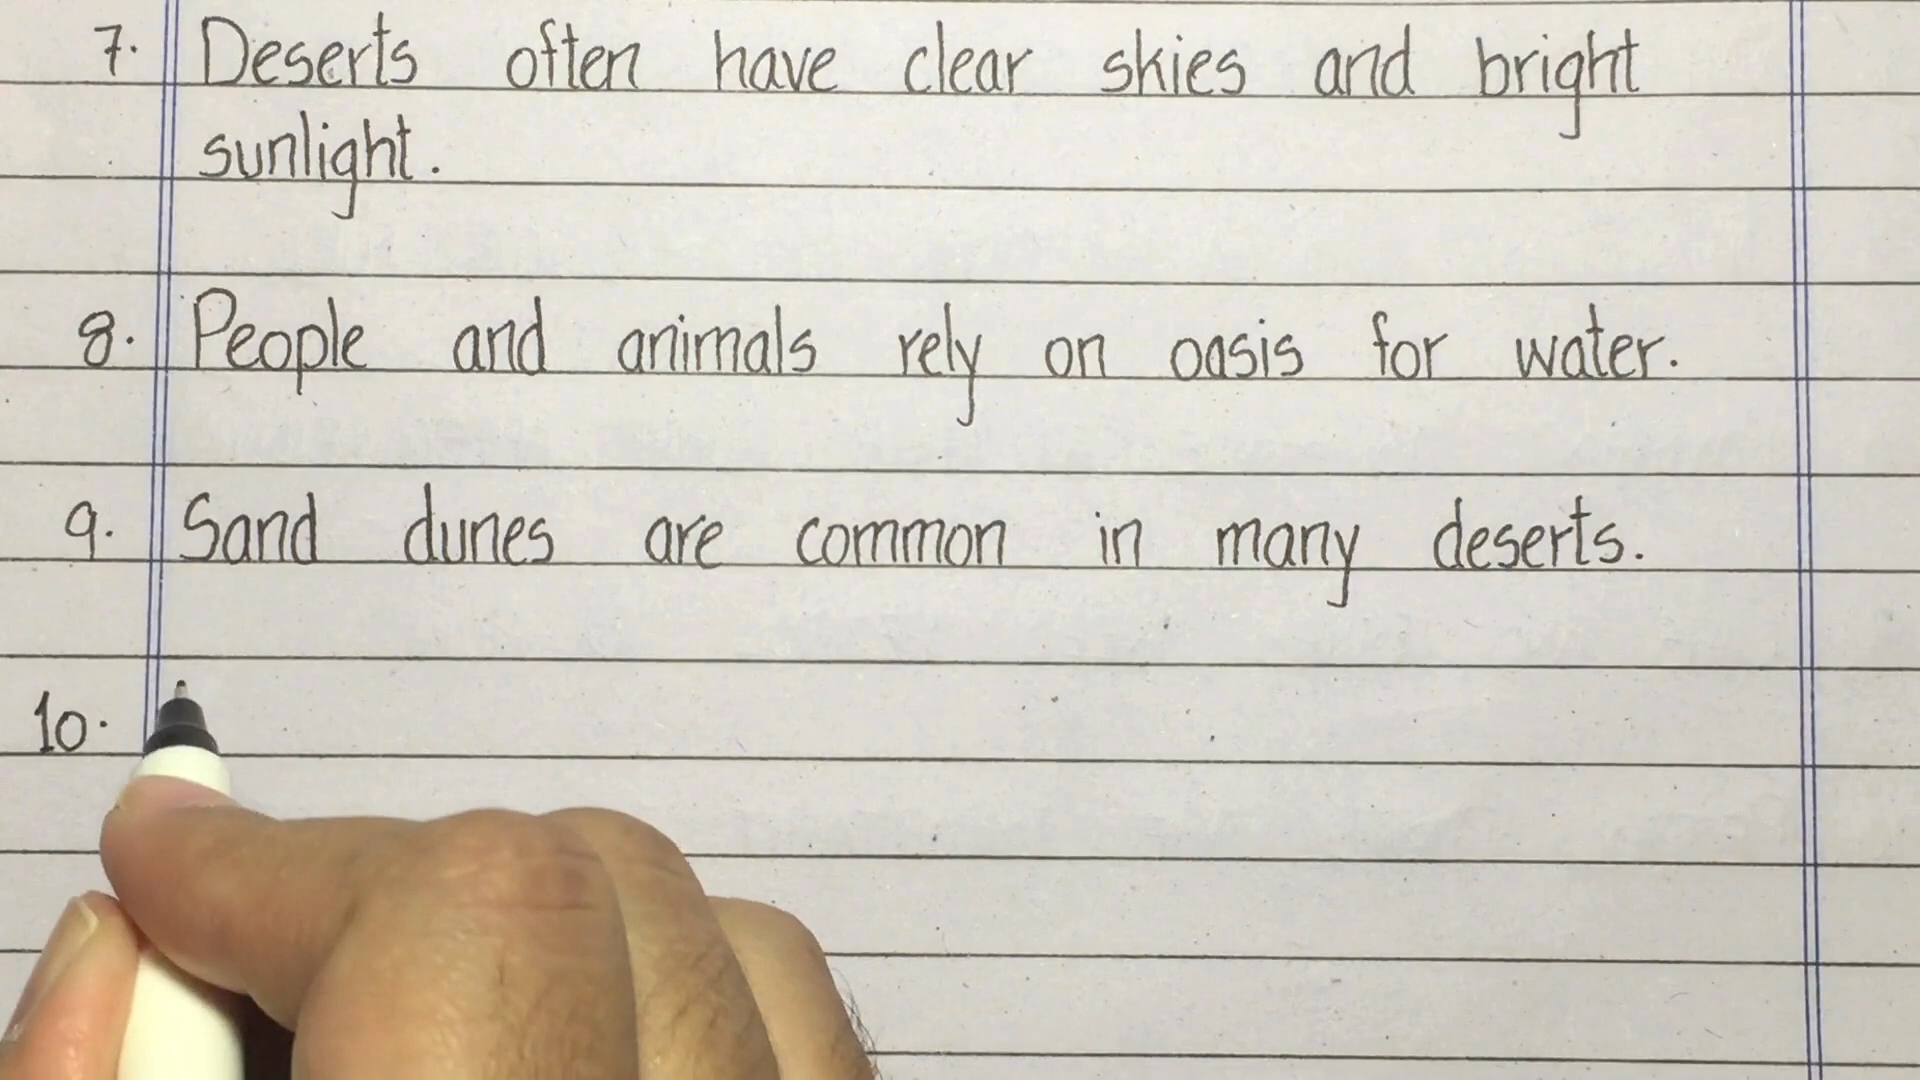 7. Deserts often have clear skies and bright
sunlight.
8. People and animals rely on oasis for water.
9. Sand dunes are common in many deserts.
10.